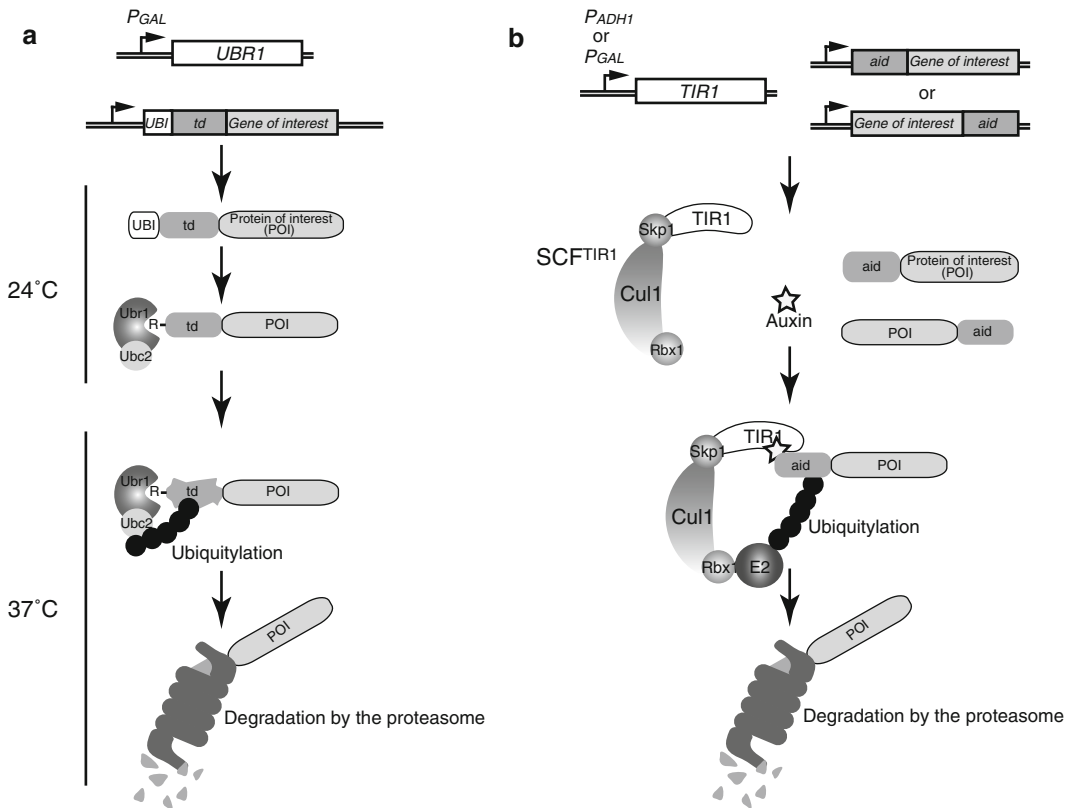 a
PGAL
UBR1
UBI td Gene of interest
24˚C
UBI td Protein of interest
(POI)
Ubr1
R td POI
Ubc2
37˚C
Ubr1
R td POI
Ubc2
Ubiquitylation
POI
Degradation by the proteasome
b
PADH1
or
PGAL
TIR1
aid Gene of interest
or
Gene of interest aid
TIR1
Skp1
SCFTIR1
Cul1
Rbx1
Auxin
aid Protein of interest
(POI)
POI aid
TIR1
Skp1
aid POI
Cul1
Ubiquitylation
Rbx1 E2
POI
Degradation by the proteasome